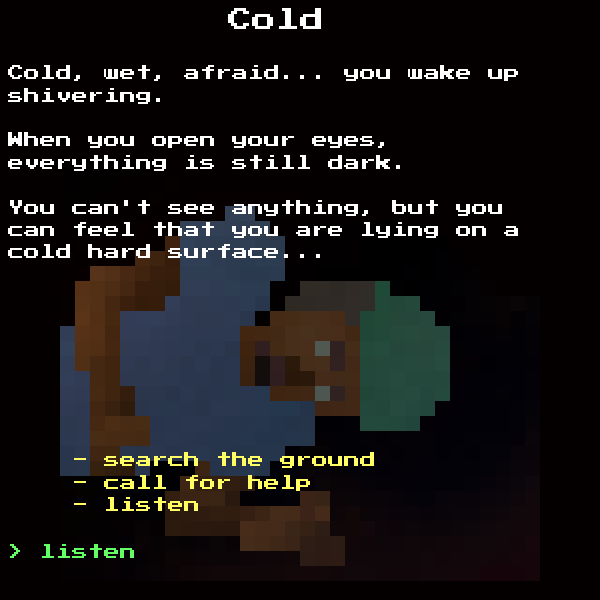 Cold
Cold, wet, afraid... you wake up
shivering.
When you open your eyes,
everything is still dark.
You can't see anything, but you
can feel that you are lying on a
cold hard surface...
- search the ground
- call for help
- listen
> listen